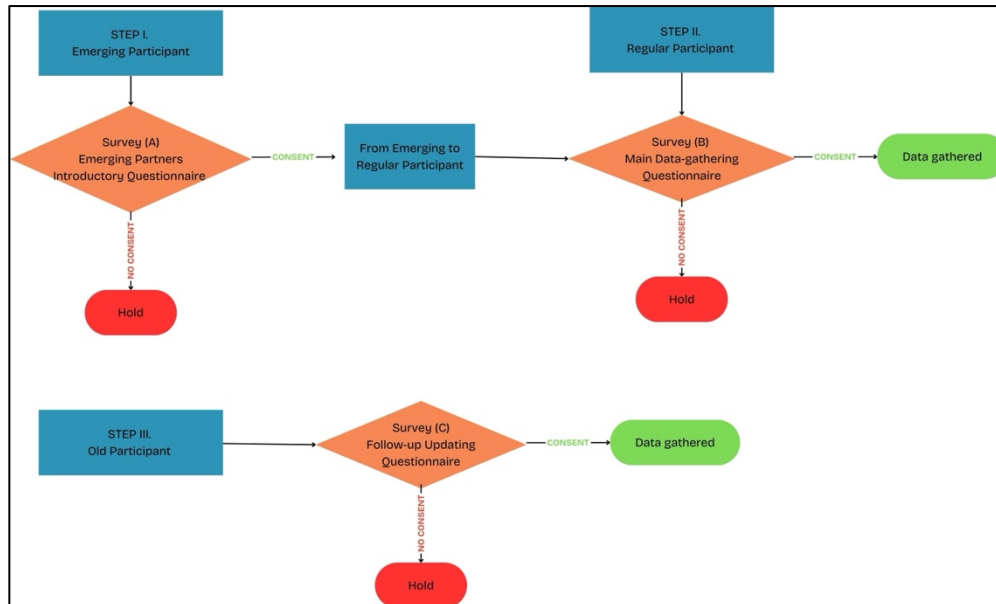 STEP I.
Emerging Participant
STEP II.
Regular Participant
Survey (A)
Emerging Partners
Introductory Questionnaire
CONSENT
From Emerging to
Regular Participant
Survey (B)
Main Data-gathering
Questionnaire
CONSENT
Data gathered
NO CONSENT
Hold
NO CONSENT
Hold
STEP III.
Old Participant
Survey (C)
Follow-up Updating
Questionnaire
CONSENT
Data gathered
NO CONSENT
Hold